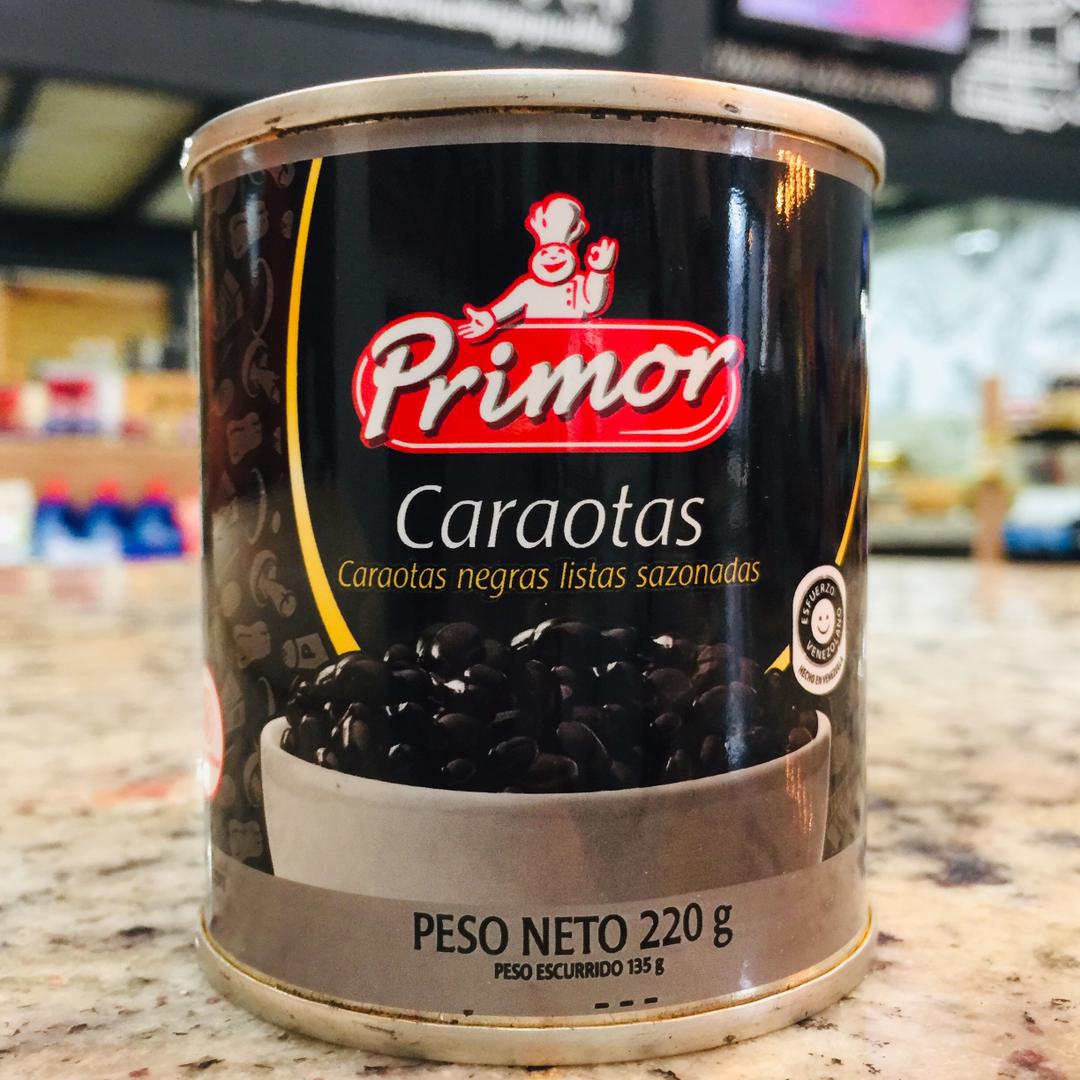 Primor
Caraotas
Caraotas negras listas sazonadas
ESFUERZO
VENEZOLANO
HECHO EN VENEZUELA
PESO NETO 220 g
PESO ESCURRIDO 135 g